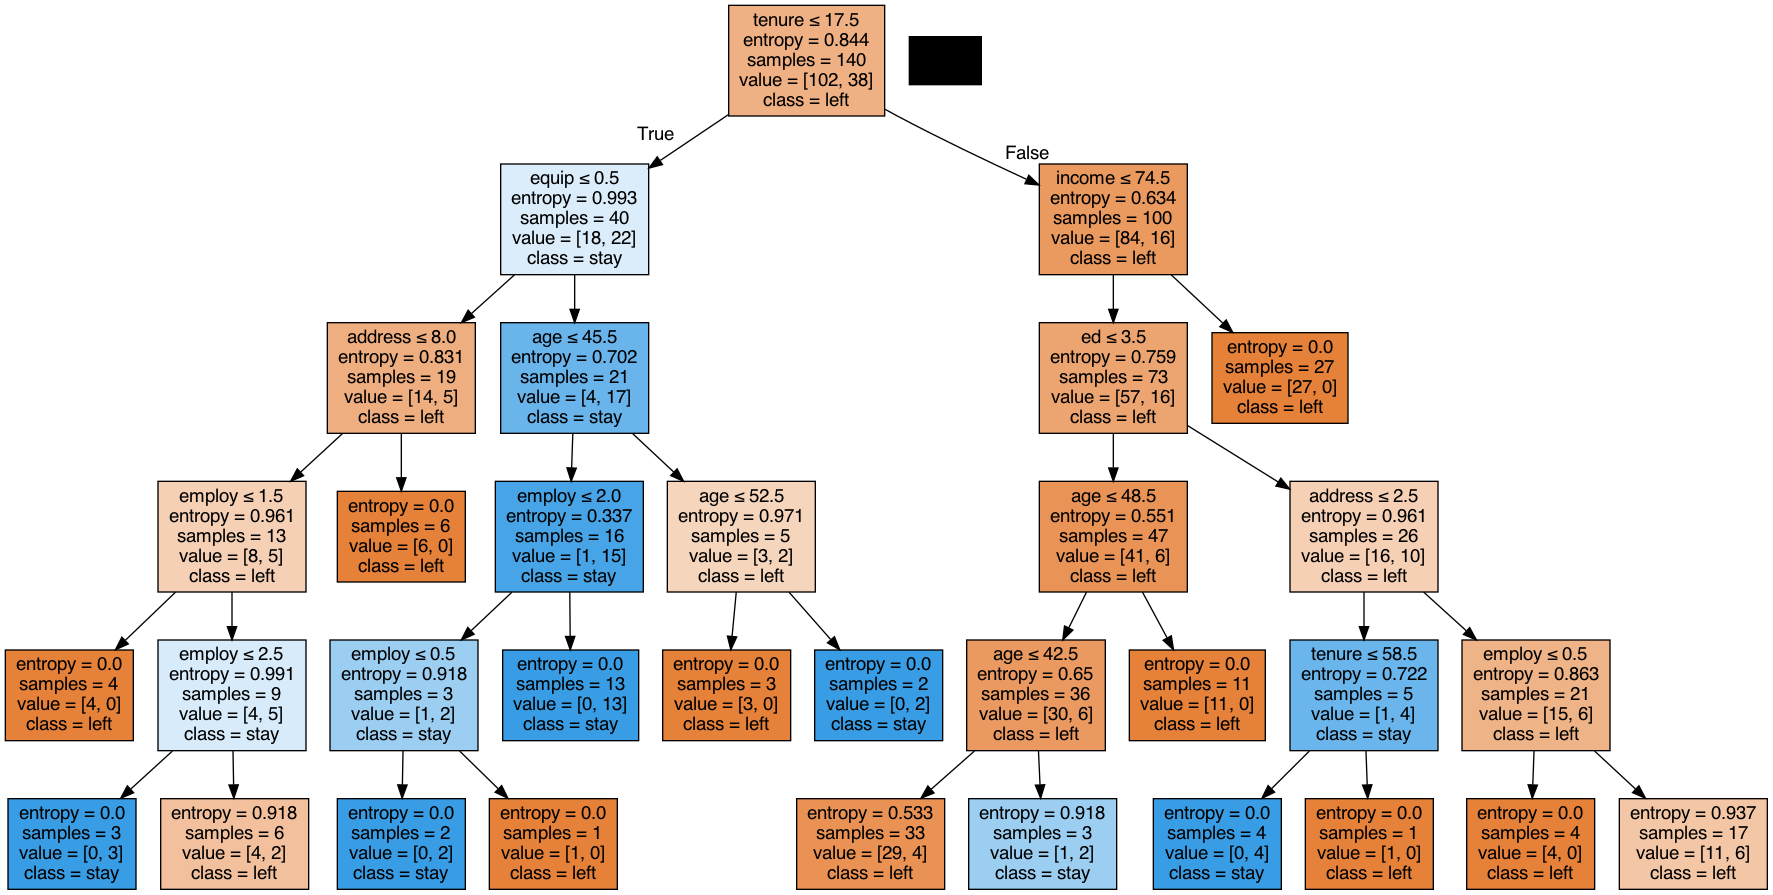 tenure ≤ 17.5
entropy = 0.844
samples = 140
value = [102, 38]
class = left
True
False
equip ≤ 0.5
entropy = 0.993
samples = 40
value = [18, 22]
class = stay
income ≤ 74.5
entropy = 0.634
samples = 100
value = [84, 16]
class = left
address ≤ 8.0
entropy = 0.831
samples = 19
value = [14, 5]
class = left
age ≤ 45.5
entropy = 0.702
samples = 21
value = [4, 17]
class = stay
ed ≤ 3.5
entropy = 0.759
samples = 73
value = [57, 16]
class = left
entropy = 0.0
samples = 27
value = [27, 0]
class = left
employ ≤ 1.5
entropy = 0.961
samples = 13
value = [8, 5]
class = left
entropy = 0.0
samples = 6
value = [6, 0]
class = left
employ ≤ 2.0
entropy = 0.337
samples = 16
value = [1, 15]
class = stay
age ≤ 52.5
entropy = 0.971
samples = 5
value = [3, 2]
class = left
age ≤ 48.5
entropy = 0.551
samples = 47
value = [41, 6]
class = left
address ≤ 2.5
entropy = 0.961
samples = 26
value = [16, 10]
class = left
entropy = 0.0
samples = 4
value = [4, 0]
class = left
employ ≤ 2.5
entropy = 0.991
samples = 9
value = [4, 5]
class = stay
employ ≤ 0.5
entropy = 0.918
samples = 3
value = [1, 2]
class = stay
entropy = 0.0
samples = 13
value = [0, 13]
class = stay
entropy = 0.0
samples = 3
value = [3, 0]
class = left
entropy = 0.0
samples = 2
value = [0, 2]
class = stay
age ≤ 42.5
entropy = 0.65
samples = 36
value = [30, 6]
class = left
entropy = 0.0
samples = 11
value = [11, 0]
class = left
tenure ≤ 58.5
entropy = 0.722
samples = 5
value = [1, 4]
class = stay
employ ≤ 0.5
entropy = 0.863
samples = 21
value = [15, 6]
class = left
entropy = 0.0
samples = 3
value = [0, 3]
class = stay
entropy = 0.918
samples = 6
value = [4, 2]
class = left
entropy = 0.0
samples = 2
value = [0, 2]
class = stay
entropy = 0.0
samples = 1
value = [1, 0]
class = left
entropy = 0.533
samples = 33
value = [29, 4]
class = left
entropy = 0.918
samples = 3
value = [1, 2]
class = stay
entropy = 0.0
samples = 4
value = [0, 4]
class = stay
entropy = 0.0
samples = 1
value = [1, 0]
class = left
entropy = 0.0
samples = 4
value = [4, 0]
class = left
entropy = 0.937
samples = 17
value = [11, 6]
class = left